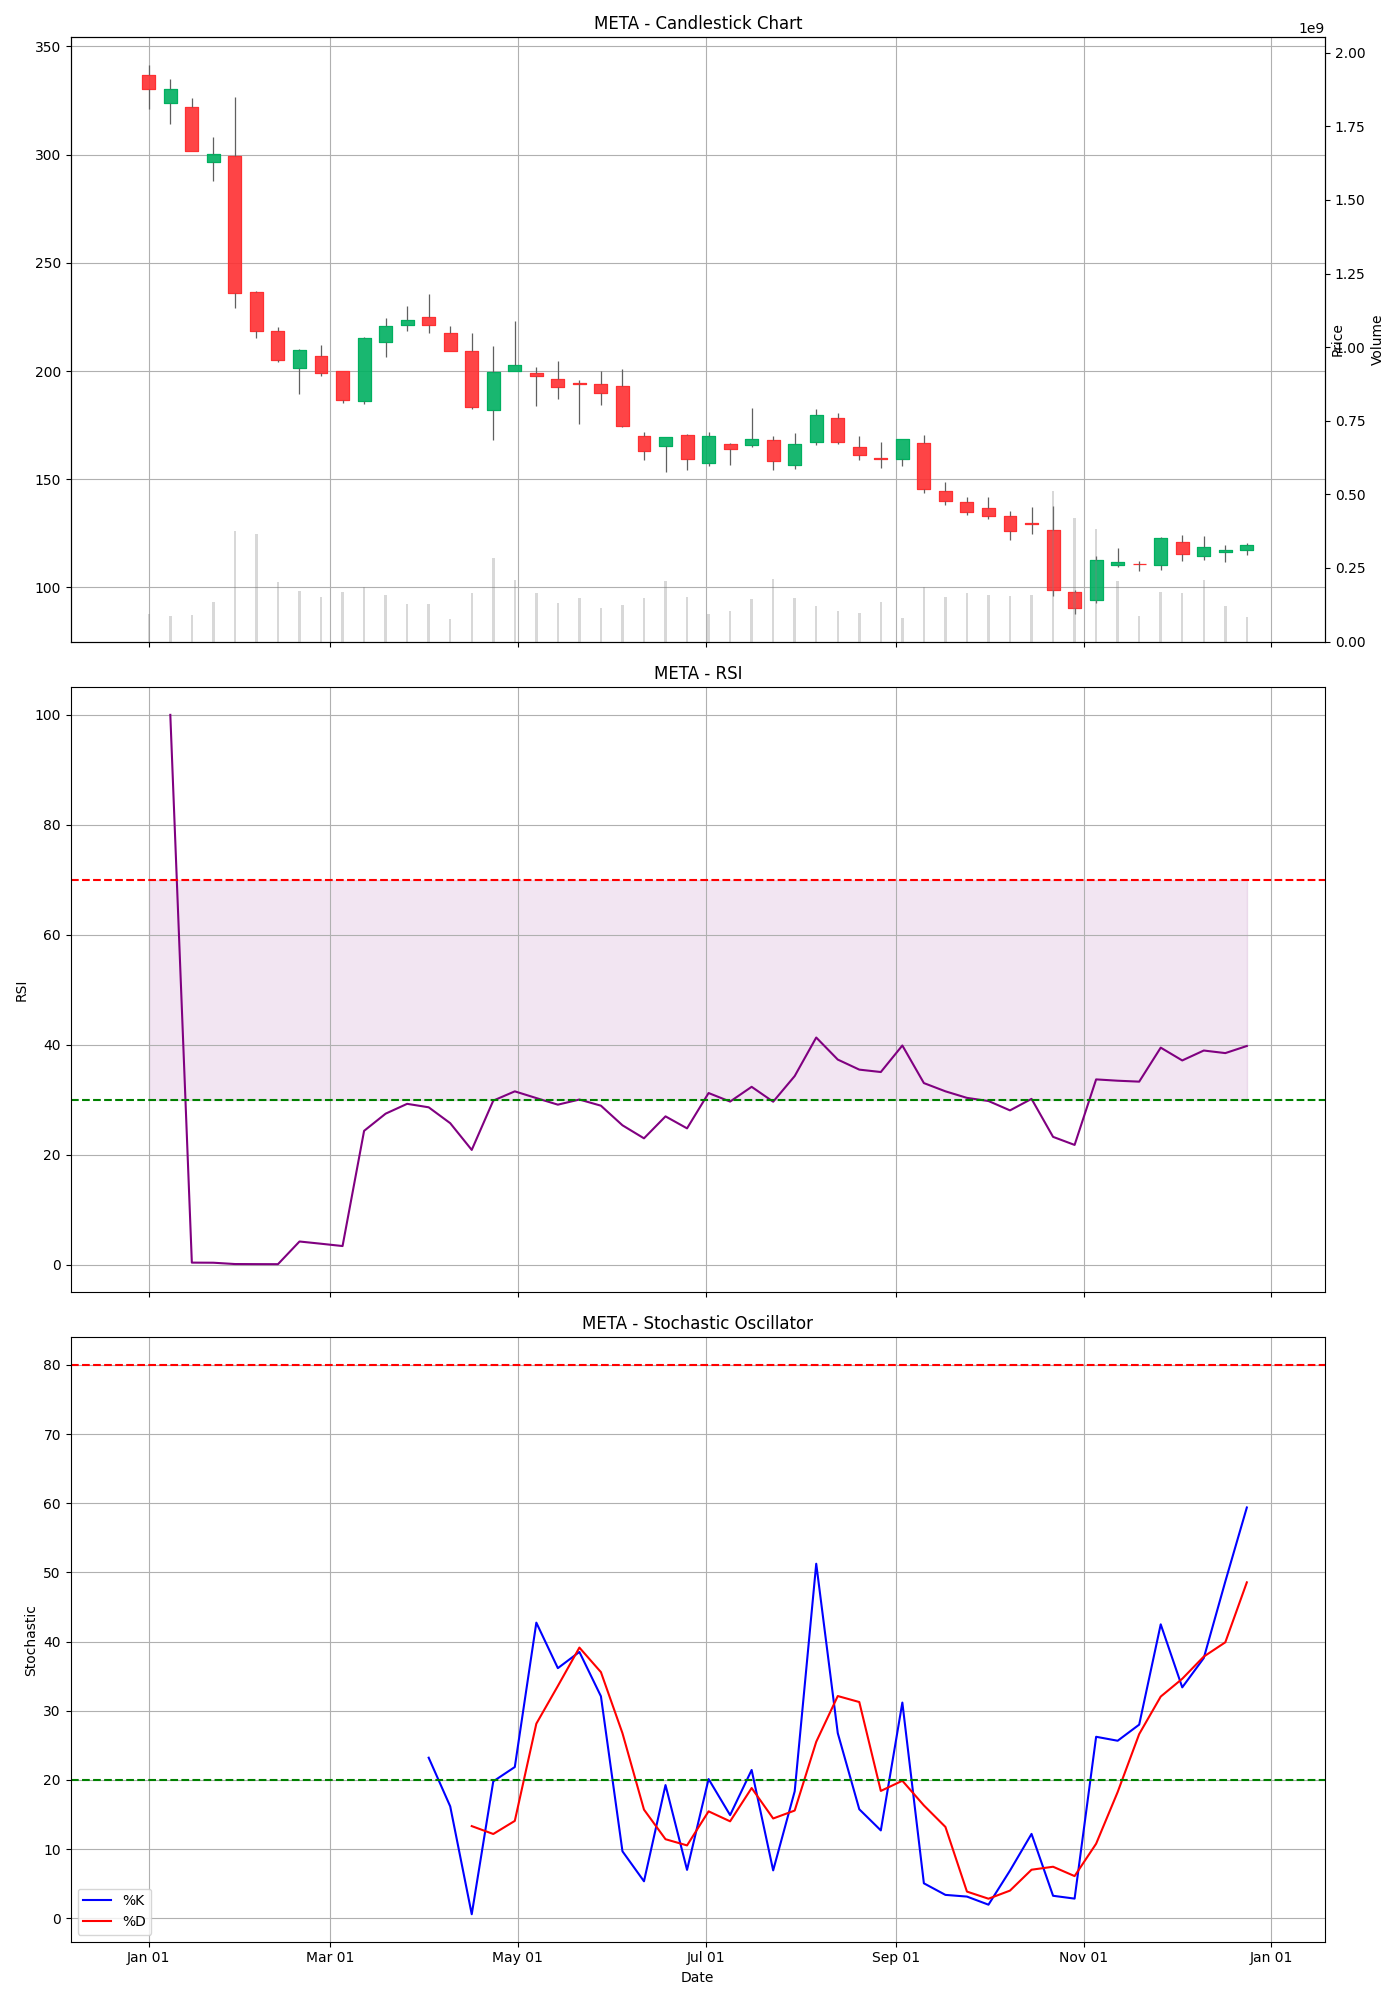 META - Candlestick Chart
1e9
350
300
250
200
150
100
2.00
1.75
1.50
1.25
1.00
0.75
0.50
0.25
0.00
Price
Volume
META - RSI
100
80
60
40
20
0
RSI
META - Stochastic Oscillator
80
70
60
50
40
30
20
10
0
Stochastic
%K
%D
Jan 01
Mar 01
May 01
Jul 01
Sep 01
Nov 01
Jan 01
Date